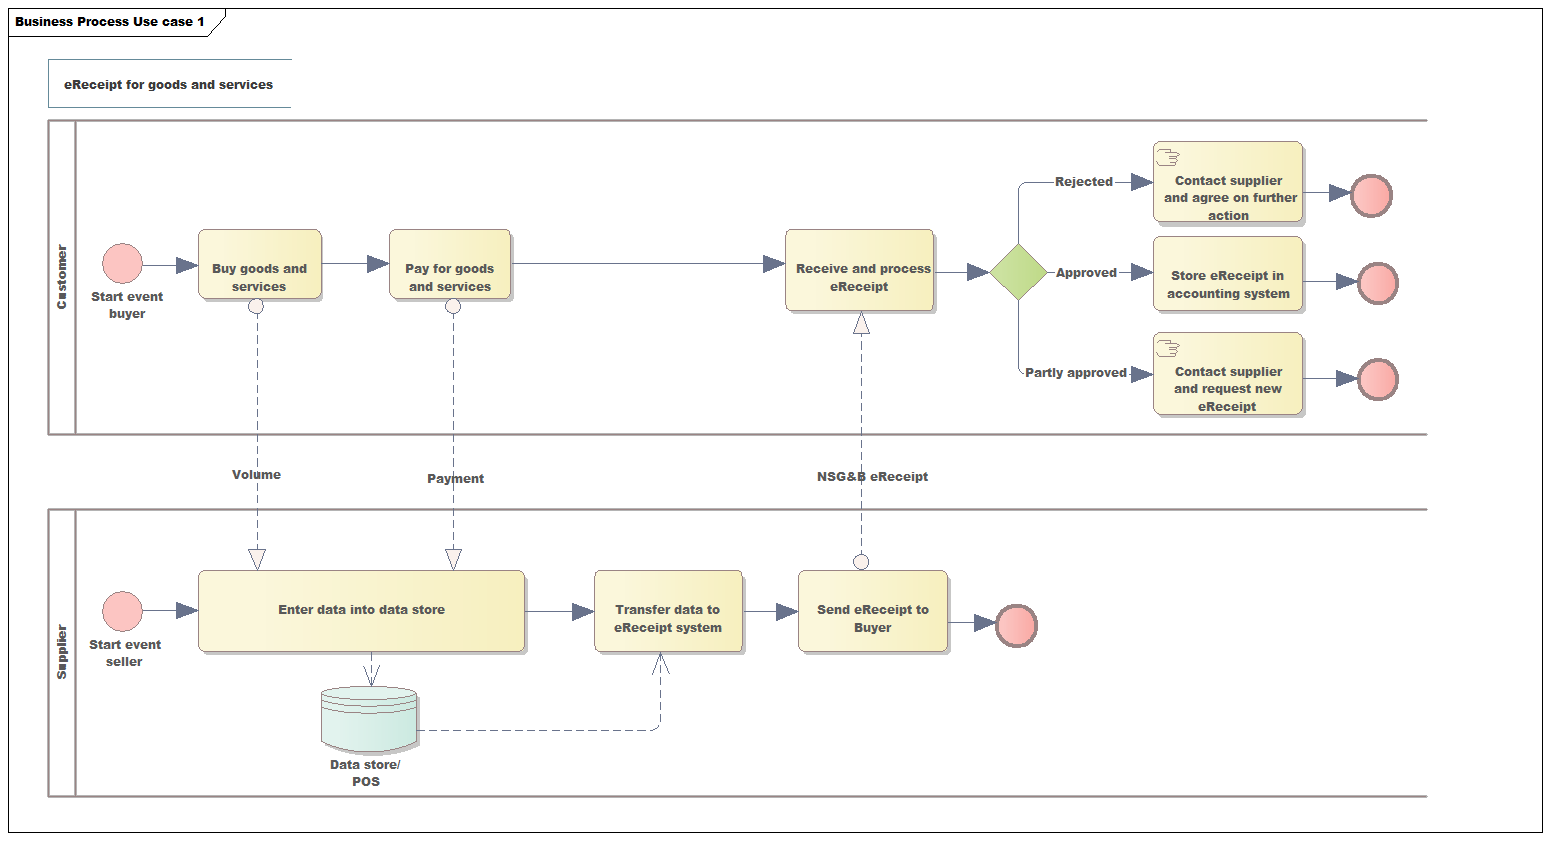 Business Process Use case 1
eReceipt for goods and services
Customer
Start event
buyer
Buy goods and
services
Pay for goods
and services
Receive and process
eReceipt
Rejected
Contact supplier
and agree on further
action
Approved
Store eReceipt in
accounting system
Partly approved
Contact supplier
and request new
eReceipt
Volume
Payment
NSG&B eReceipt
Supplier
Start event
seller
Enter data into data store
Transfer data to
eReceipt system
Send eReceipt to
Buyer
Data store/
POS